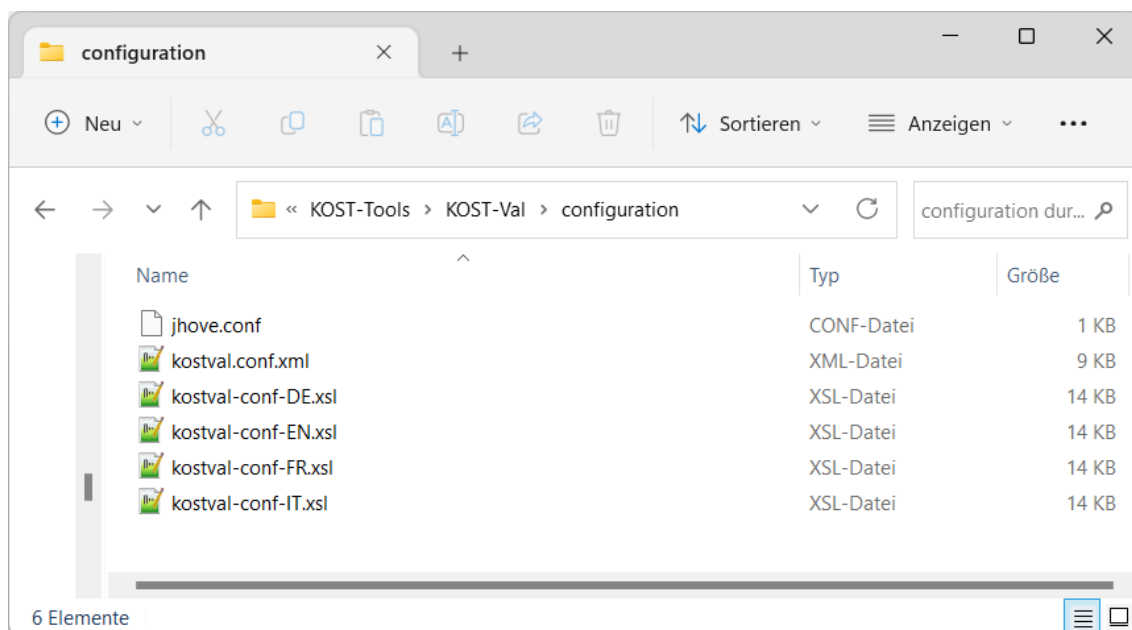 configuration
Neu Sortieren Anzeigen
« KOST-Tools > KOST-Val > configuration configuration dur...
Name Typ Größe
jhove.conf CONF-Datei 1 KB
kostval.conf.xml XML-Datei 9 KB
kostval-conf-DE.xsl XSL-Datei 14 KB
kostval-conf-EN.xsl XSL-Datei 14 KB
kostval-conf-FR.xsl XSL-Datei 14 KB
kostval-conf-IT.xsl XSL-Datei 14 KB
6 Elemente